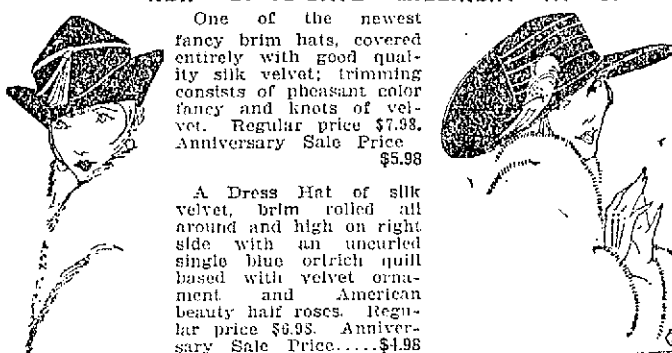 One of the newest
fancy brim hats, covered
entirely with good qual-
ity silk velvet; trimming
consists of pheasant color
fancy and knots of vel-
vet. Regular price $7.98.
Anniversary Sale Price
$5.98
A Dress Hat of silk
velvet, brim rolled all
around and high on right
side with an uncurled
single blue ortrich quill
based with velvet orna-
ment and American
beauty half roses. Regu-
lar price $6.98. Anniver-
sary Sale Price.....$4.98